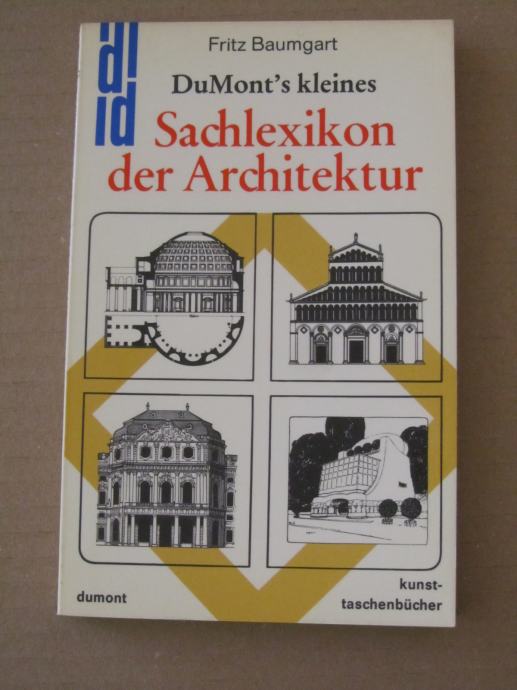 Fritz Baumgart
DuMont's kleines
Sachlexikon
der Architektur
dumont
kunst-
taschenbücher